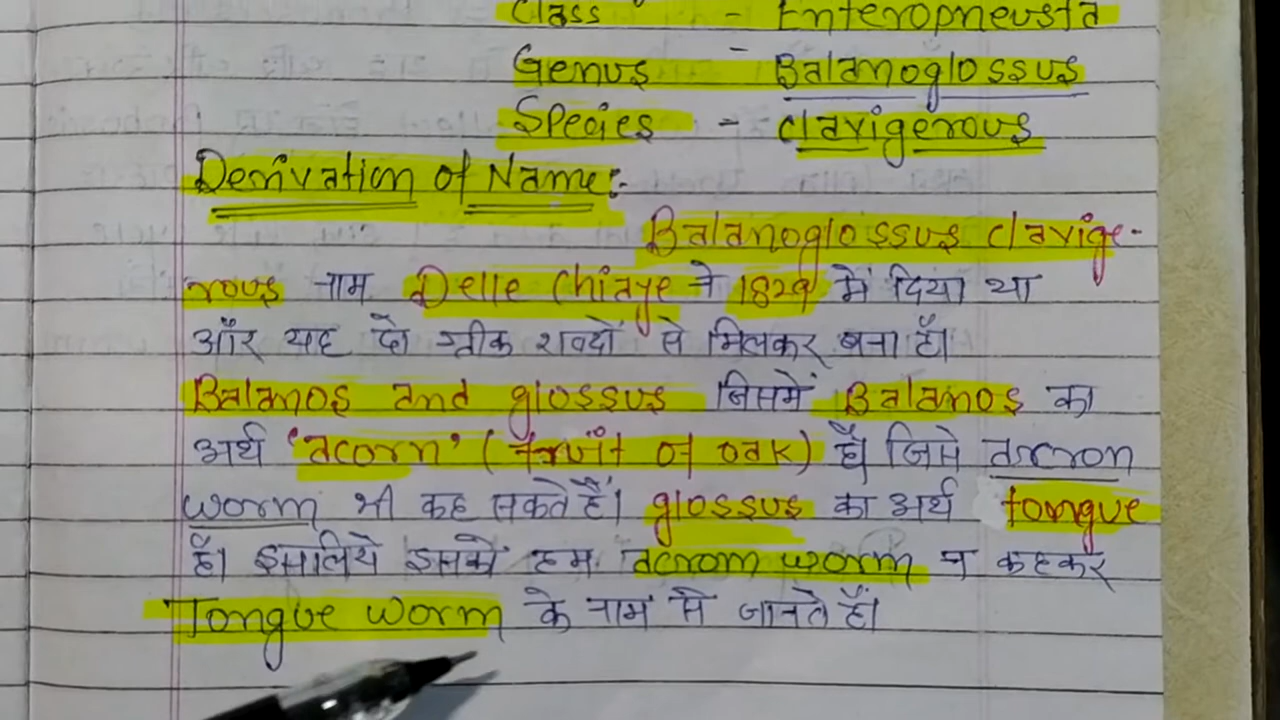 Class - Enteropneusta
Genus - Balanoglossus
Species - clavigerous
Derivation of Name:-
Balanoglossus clavige-
rous नाम Delle Chiaye ने 1829 में दिया था
और यह दो ग्रीक शब्दों से मिलकर बना है।
Balanos and glossus जिसमें Balanos का
अर्थ 'acorn' (fruit of oak) है। जिसे acron
worm भी कह सकते हैं। glossus का अर्थ tongue
है। इसलिये इसको हम acrom worm न कहकर
Tongue worm के नाम से जानते हैं।